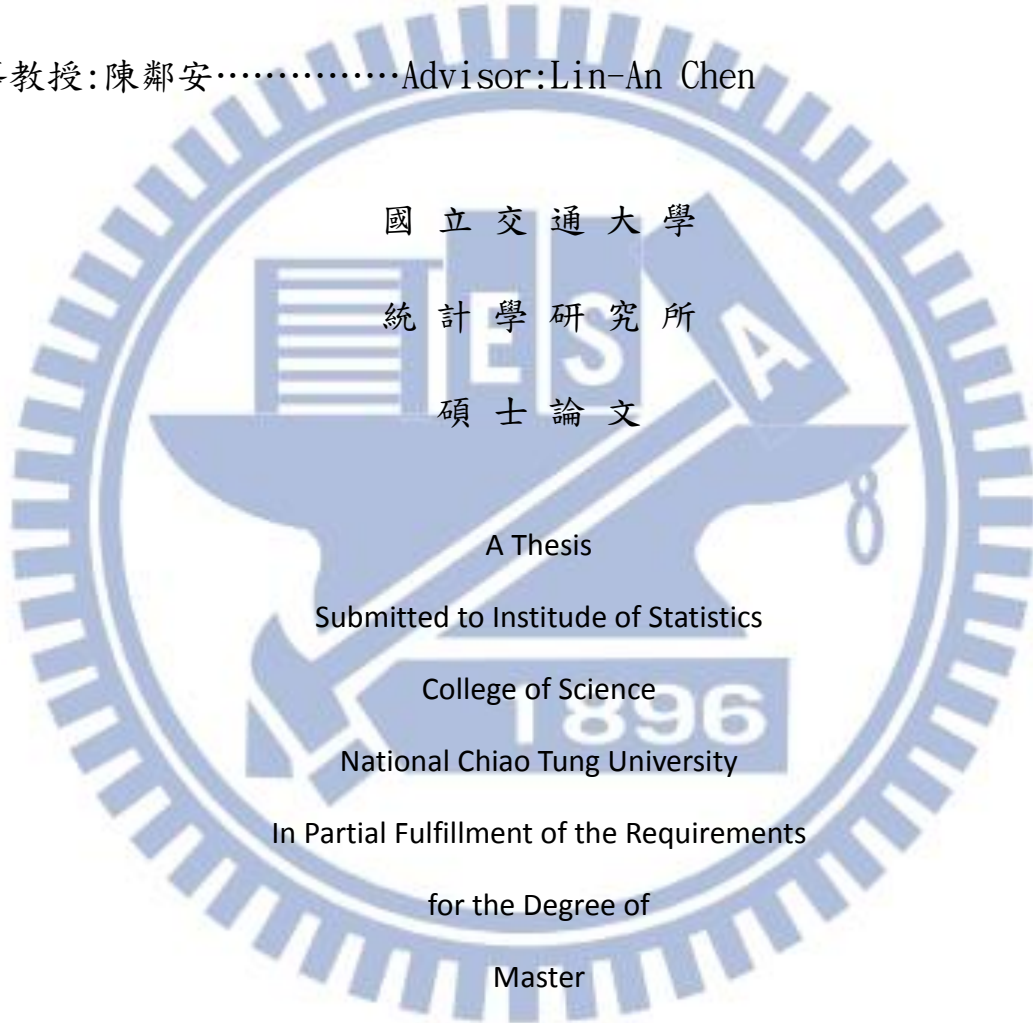 教授:陳鄰安……………Advisor:Lin-An Chen
國 立 交 通 大 學
統 計 學 研 究 所
碩 士 論 文
E S A
A Thesis
Submitted to Institude of Statistics
College of Science
1896
National Chiao Tung University
In Partial Fulfillment of the Requirements
for the Degree of
Master